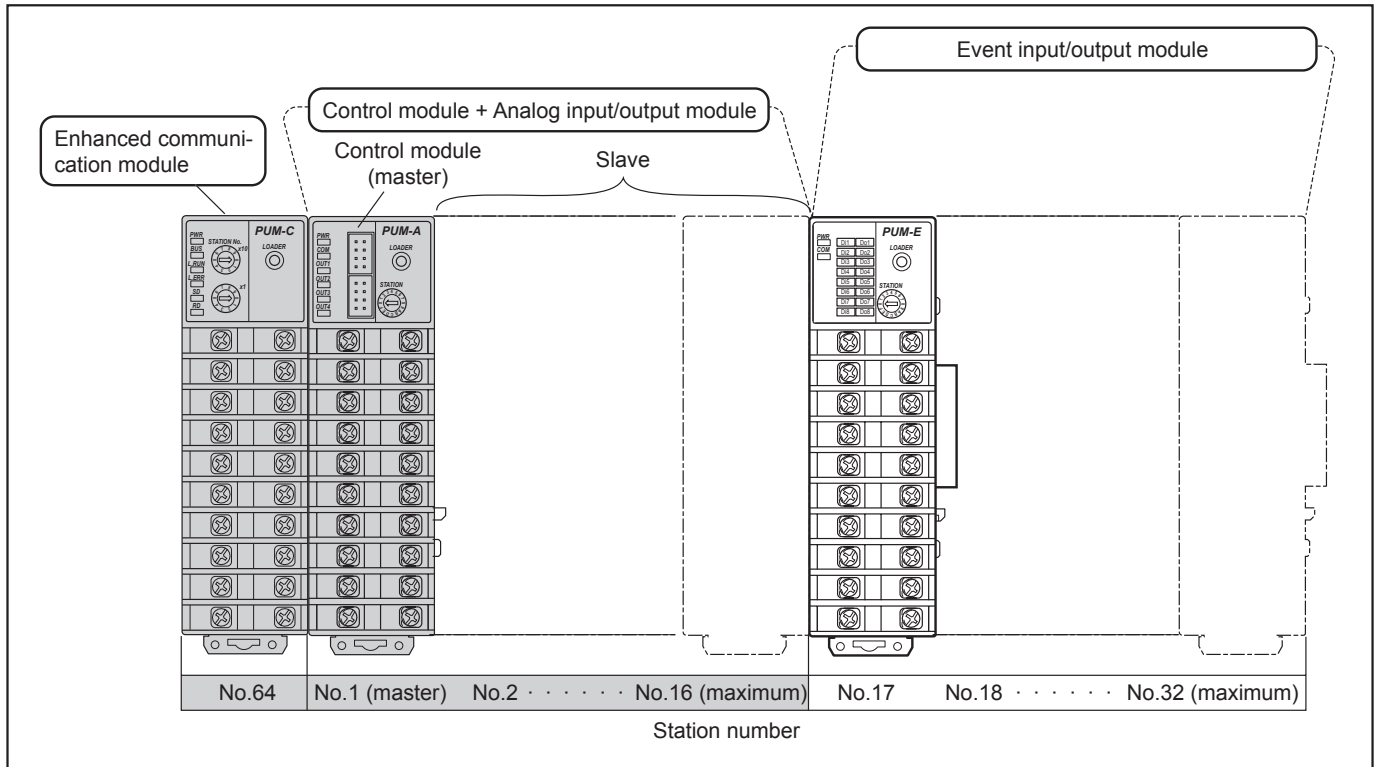 Event input/output module
Control module + Analog input/output module
Enhanced communi-
cation module
Control module
(master)
Slave
PWR
BUS
L.RUN
L.ERR
SD
RD
STATION No.
x10
x1
PUM-C
LOADER
PWR
COM
OUT1
OUT2
OUT3
OUT4
PUM-A
LOADER
STATION
PWR
COM
Di1 Do1
Di2 Do2
Di3 Do3
Di4 Do4
Di5 Do5
Di6 Do6
Di7 Do7
Di8 Do8
PUM-E
LOADER
STATION
No.64 No.1 (master) No.2 · · · · · · No.16 (maximum) No.17 No.18 · · · · · · No.32 (maximum)
Station number